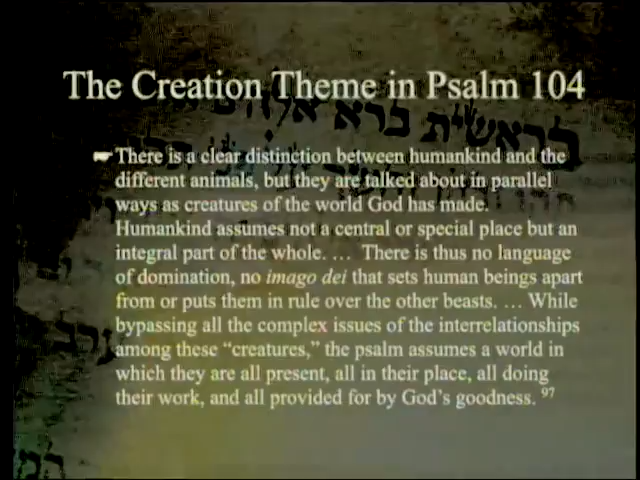 The Creation Theme in Psalm 104
בראשית ברא אלהים
☛There is a clear distinction between humankind and the
different animals, but they are talked about in parallel
ways as creatures of the world God has made.
Humankind assumes not a central or special place but an
integral part of the whole. … There is thus no language
of domination, no imago dei that sets human beings apart
from or puts them in rule over the other beasts. … While
bypassing all the complex issues of the interrelationships
among these “creatures,” the psalm assumes a world in
which they are all present, all in their place, all doing
their work, and all provided for by God’s goodness. 97